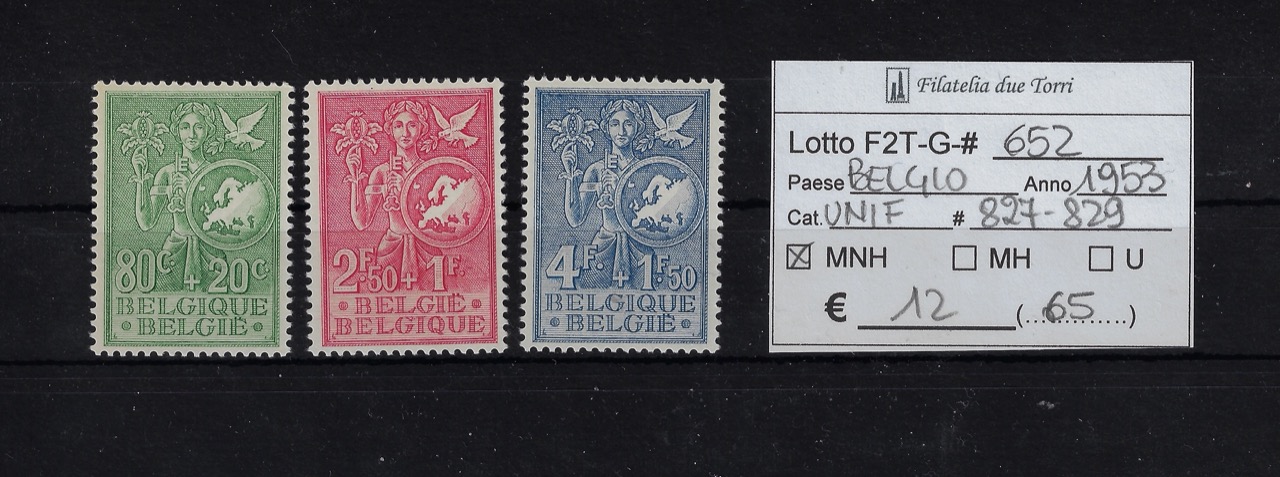 80C. + 20C.
BELGIQUE
BELGIË
2F.50 + 1F.
BELGIË
BELGIQUE
4F. + 1F.50
BELGIQUE
BELGIË
Filatelia due Torri
Lotto F2T-G-# 652
Paese BELGIO Anno 1953
Cat. UNIF # 827-829
MNH MH U
€ 12 (65)